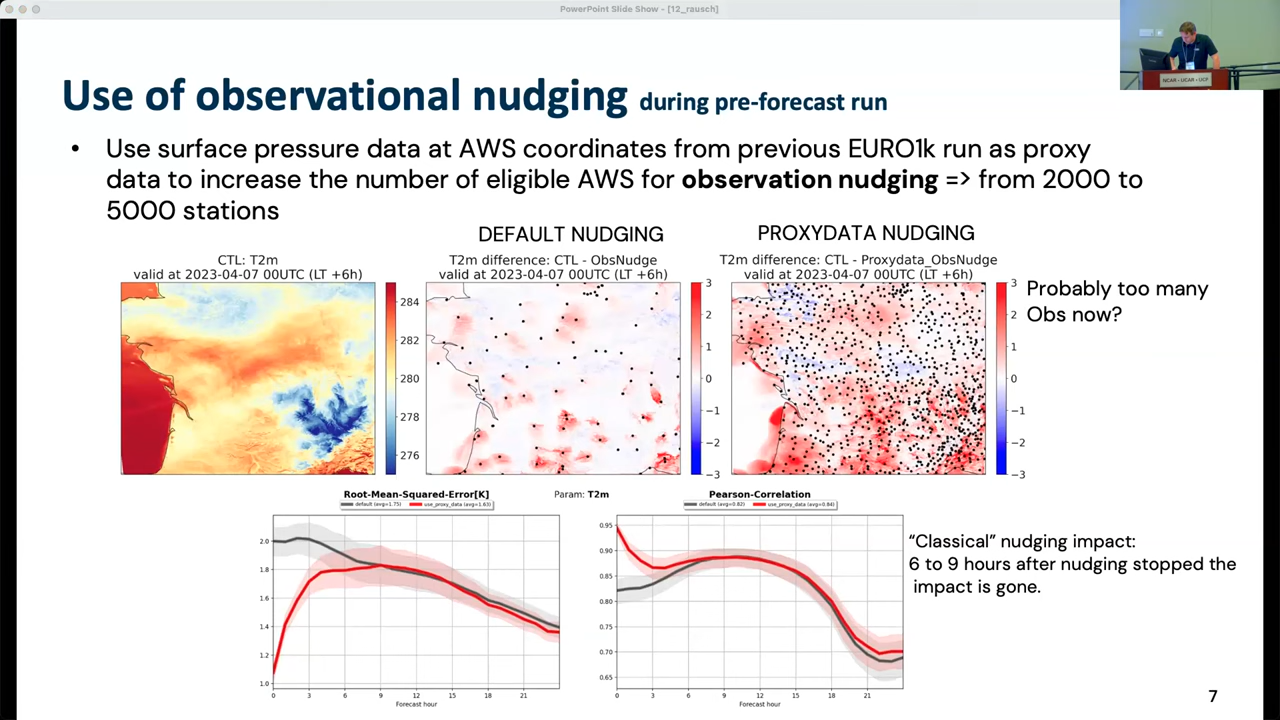 PowerPoint Slide Show - [12_rausch]
NCAR • UCAR • UCP
Use of observational nudging during pre-forecast run
• Use surface pressure data at AWS coordinates from previous EURO1k run as proxy
data to increase the number of eligible AWS for observation nudging => from 2000 to
5000 stations
DEFAULT NUDGING
PROXYDATA NUDGING
CTL: T2m
valid at 2023-04-07 00UTC (LT +6h)
T2m difference: CTL - ObsNudge
valid at 2023-04-07 00UTC (LT +6h)
T2m difference: CTL - Proxydata_ObsNudge
valid at 2023-04-07 00UTC (LT +6h)
284
282
280
278
276
3
2
1
0
−1
−2
−3
3
2
1
0
−1
−2
−3
Probably too many
Obs now?
Root-Mean-Squared-Error[K]
Param: T2m
Pearson-Correlation
default (avg=1.75)
use_proxy_data (avg=1.63)
default (avg=0.82)
use_proxy_data (avg=0.84)
2.0
1.8
1.6
1.4
1.2
1.0
0 3 6 9 12 15 18 21
Forecast hour
0.95
0.90
0.85
0.80
0.75
0.70
0.65
0 3 6 9 12 15 18 21
Forecast hour
“Classical” nudging impact:
6 to 9 hours after nudging stopped the
impact is gone.
7